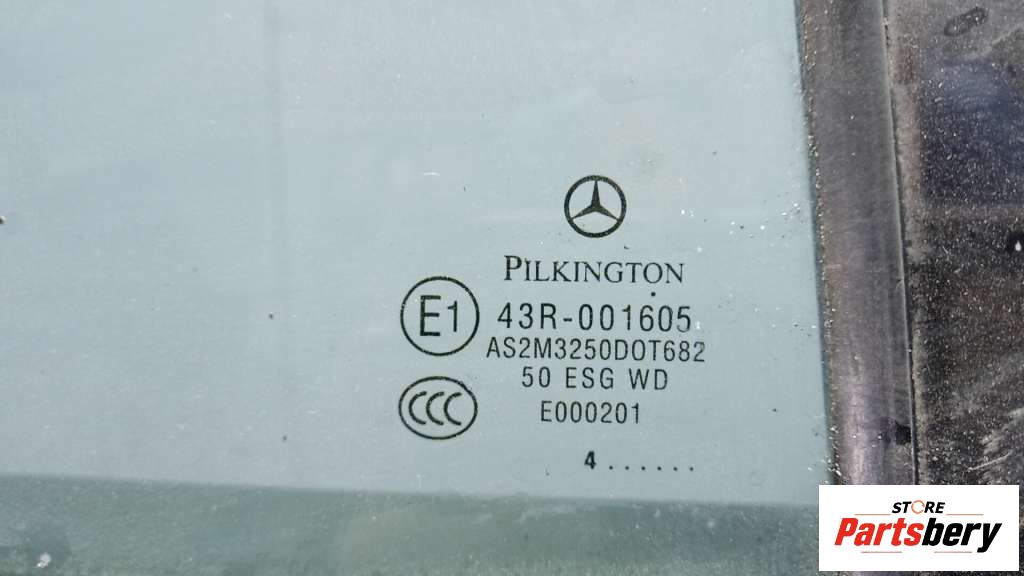 PILKINGTON
E1
43R-001605
AS2M3250DOT682
50 ESG WD
CCC
E000201
4 ......
STORE
Partsbery